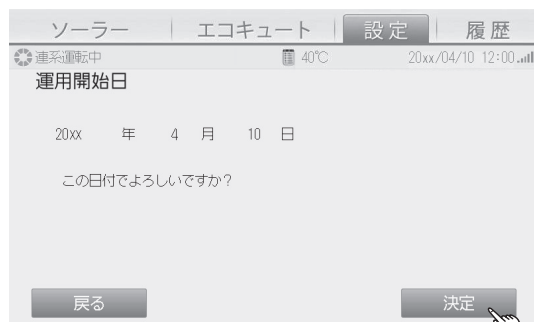 ソーラー エコキュート 設定 履歴
連系運転中 40℃ 20xx/04/10 12:00
運用開始日
20xx 年 4 月 10 日
この日付でよろしいですか?
戻る 決定